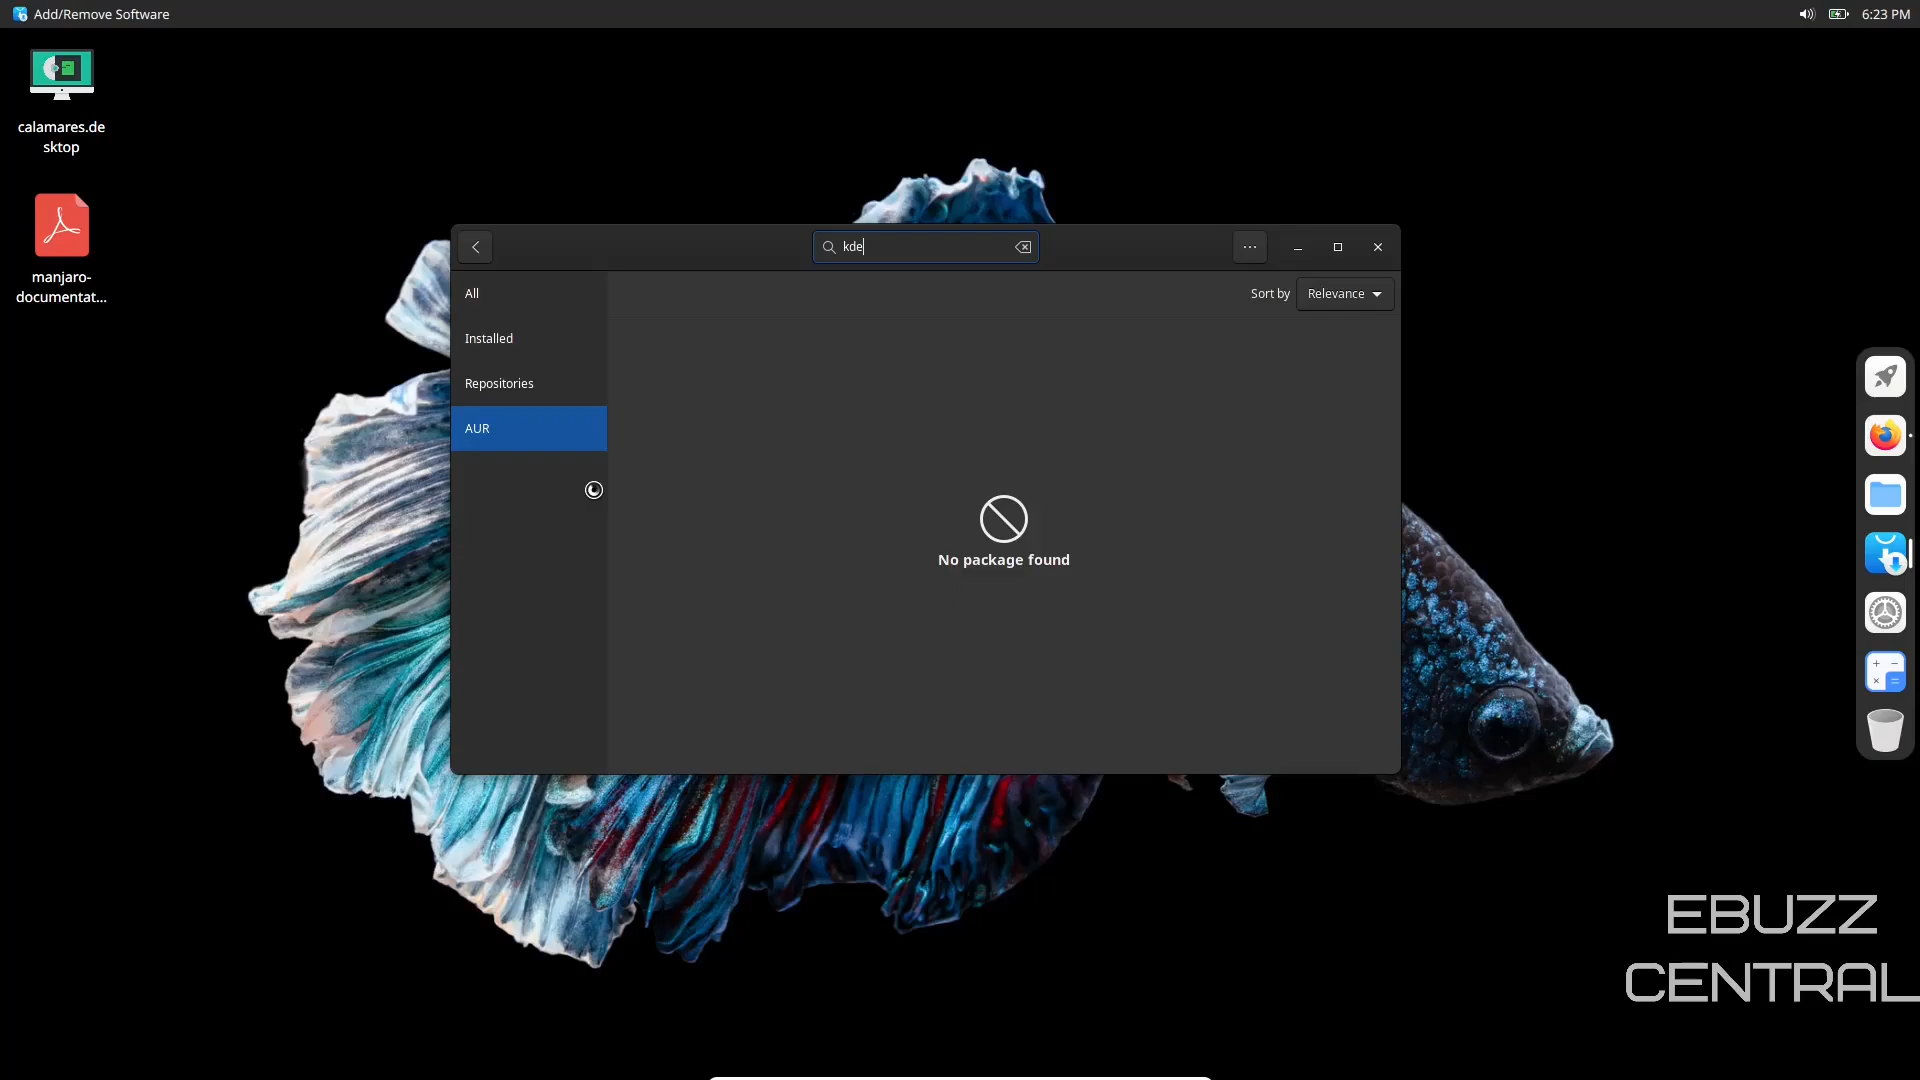 Add/Remove Software
6:23 PM
calamares.de
sktop
manjaro-
documentat...
kde
All
Sort by Relevance
Installed
Repositories
AUR
No package found
EBUZZ
CENTRAL